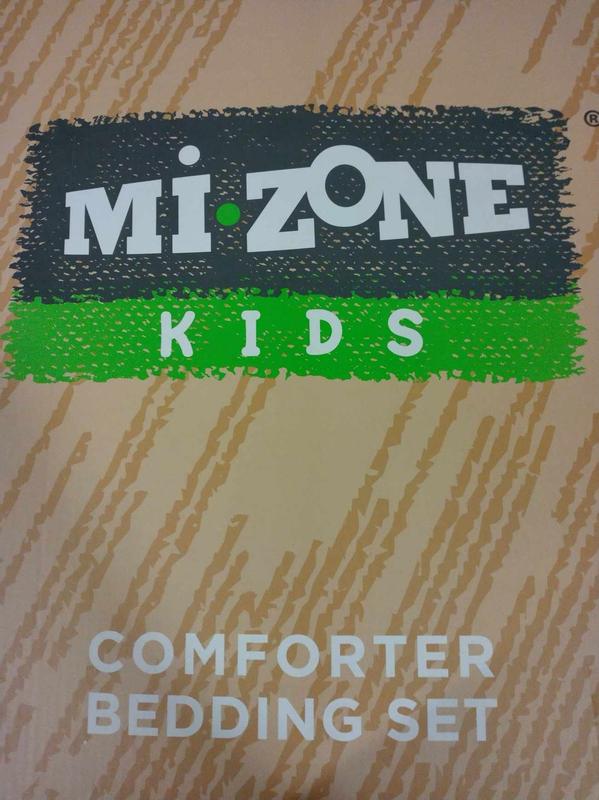 Mi·ZONE
®
KIDS
COMFORTER
BEDDING SET